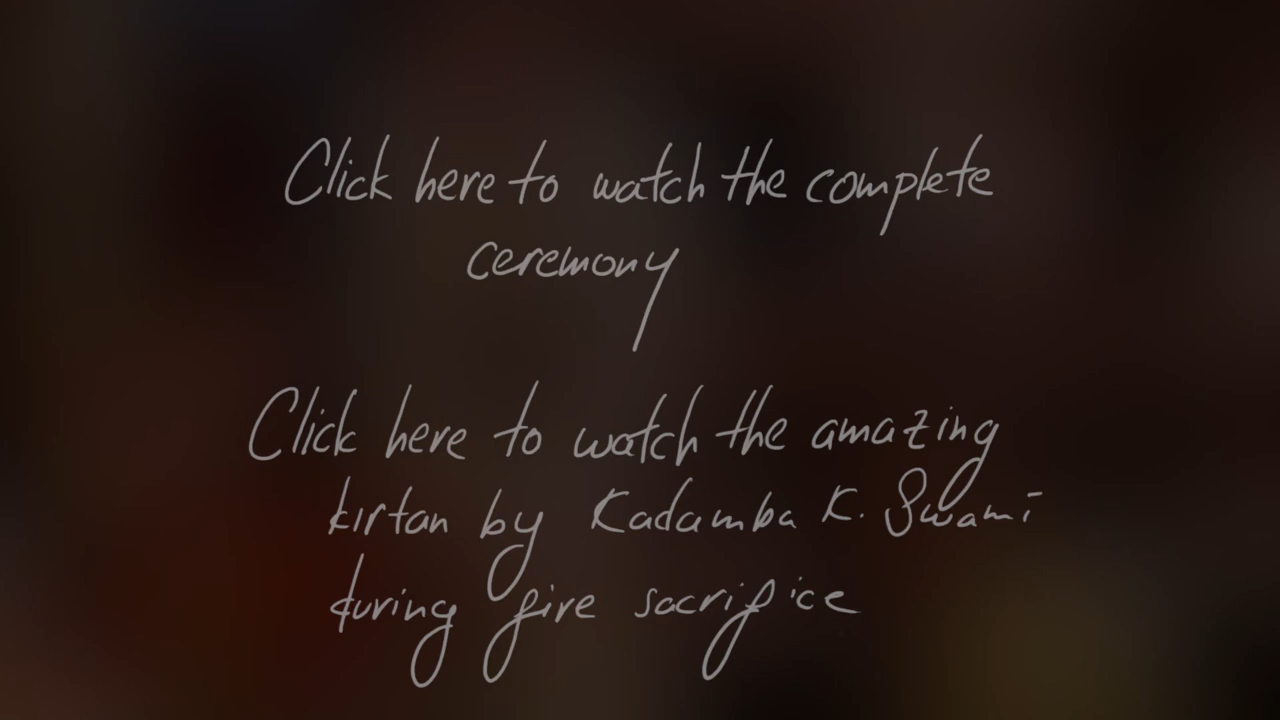 Click here to watch the complete
ceremony
Click here to watch the amazing
kirtan by Kadamba K. Swami
during fire sacrifice